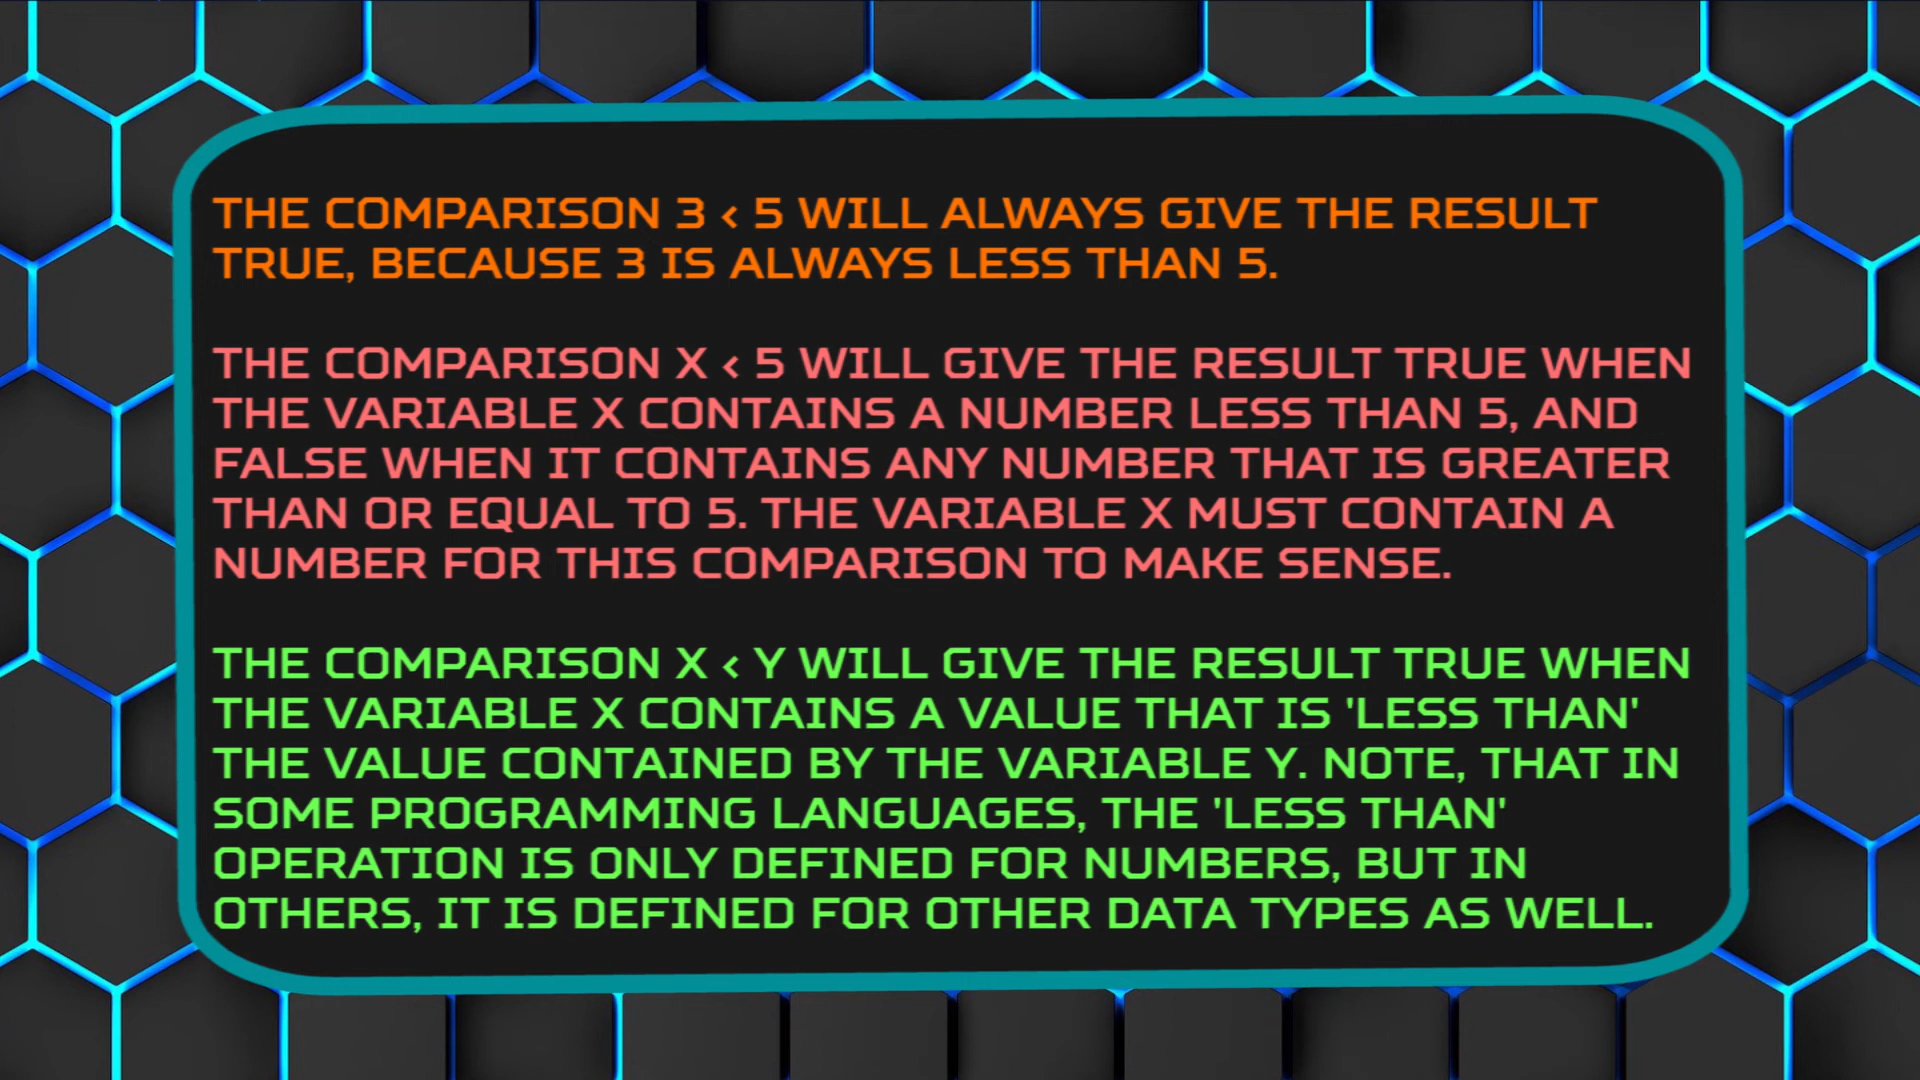 THE COMPARISON 3 < 5 WILL ALWAYS GIVE THE RESULT
TRUE, BECAUSE 3 IS ALWAYS LESS THAN 5.
THE COMPARISON X < 5 WILL GIVE THE RESULT TRUE WHEN
THE VARIABLE X CONTAINS A NUMBER LESS THAN 5, AND
FALSE WHEN IT CONTAINS ANY NUMBER THAT IS GREATER
THAN OR EQUAL TO 5. THE VARIABLE X MUST CONTAIN A
NUMBER FOR THIS COMPARISON TO MAKE SENSE.
THE COMPARISON X < Y WILL GIVE THE RESULT TRUE WHEN
THE VARIABLE X CONTAINS A VALUE THAT IS 'LESS THAN'
THE VALUE CONTAINED BY THE VARIABLE Y. NOTE, THAT IN
SOME PROGRAMMING LANGUAGES, THE 'LESS THAN'
OPERATION IS ONLY DEFINED FOR NUMBERS, BUT IN
OTHERS, IT IS DEFINED FOR OTHER DATA TYPES AS WELL.